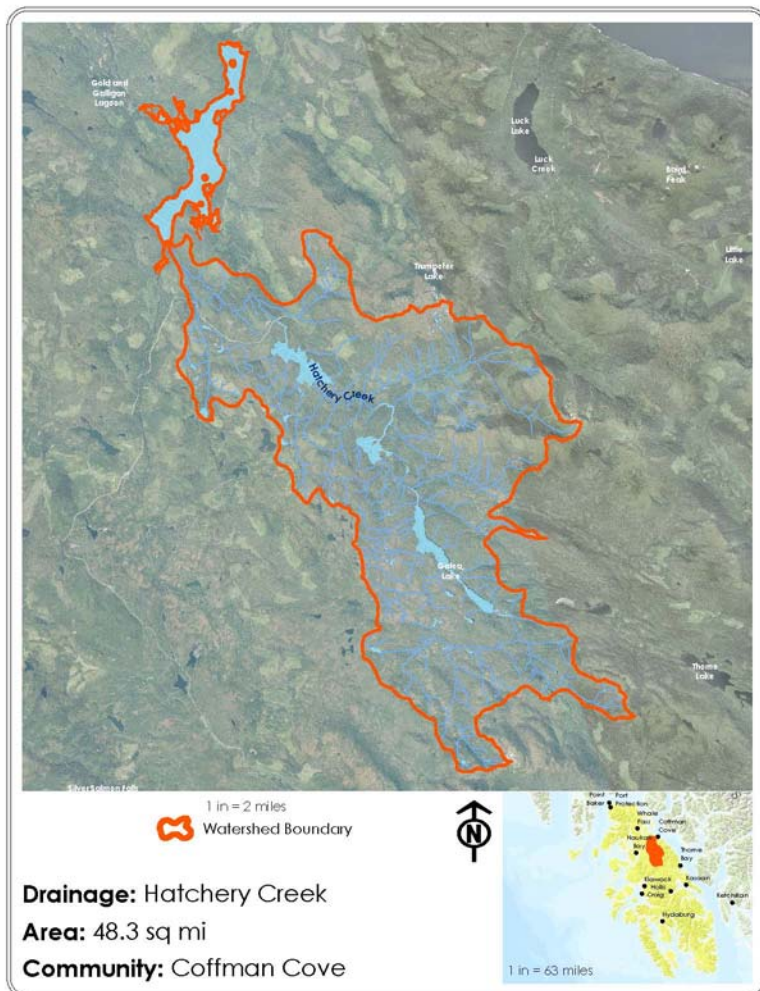 Gold and
Galligan
Lagoon
Luck
Lake
Luck
Creek
Baird
Peak
Little
Lake
Trumpeter
Lake
Hatchery Creek
Galea
Lake
Thorne
Lake
Silver Salmon Falls
1 in = 2 miles
Watershed Boundary
N
Drainage: Hatchery Creek
Area: 48.3 sq mi
Community: Coffman Cove
Point
Baker
Port
Protection
Whale
Pass
Coffman
Cove
Naukati
Bay
Thorne
Bay
Klawock
Hollis
Craig
Kasaan
Ketchikan
Hydaburg
1 in = 63 miles